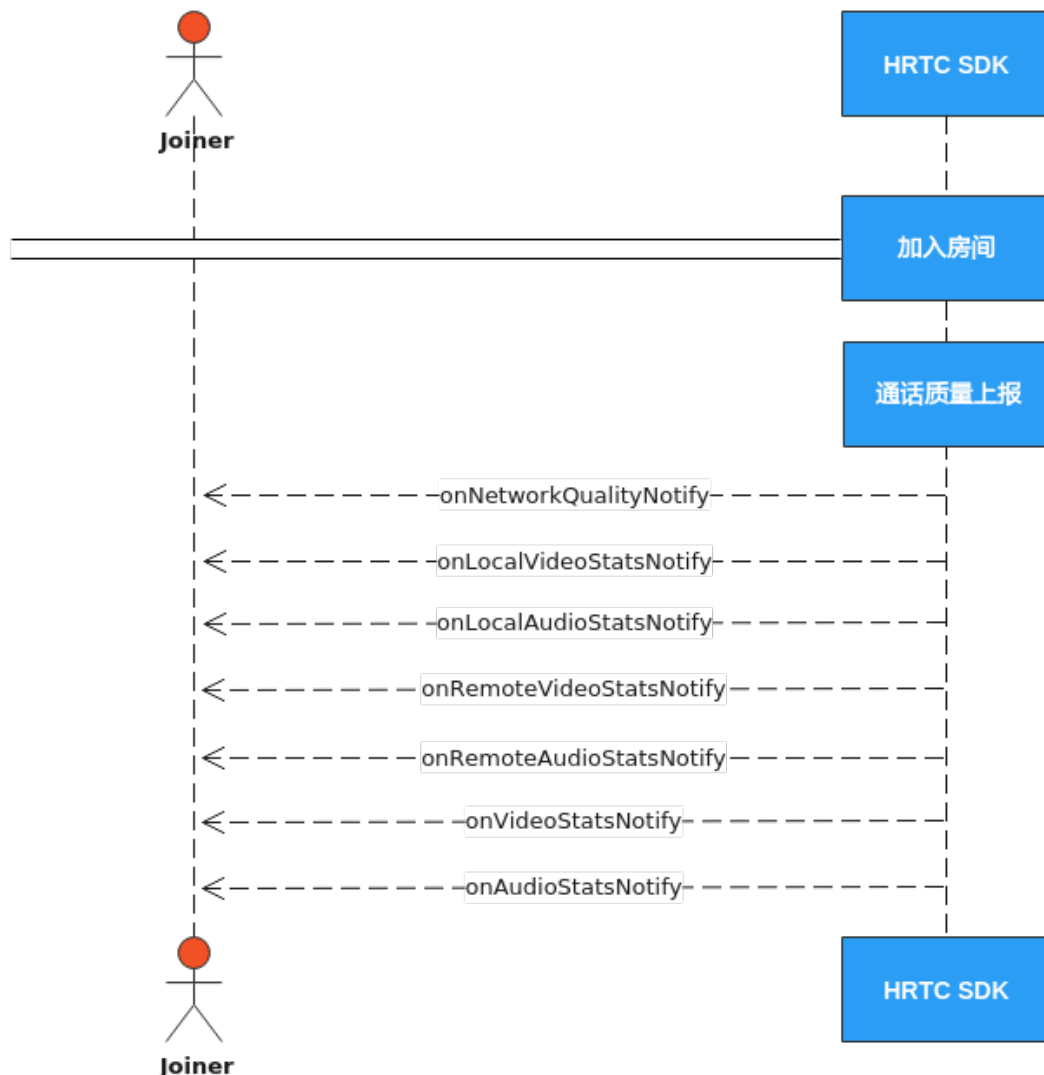 HRTC SDK
Joiner
加入房间
通话质量上报
onNetworkQualityNotify
onLocalVideoStatsNotify
onLocalAudioStatsNotify
onRemoteVideoStatsNotify
onRemoteAudioStatsNotify
onVideoStatsNotify
onAudioStatsNotify
HRTC SDK
Joiner